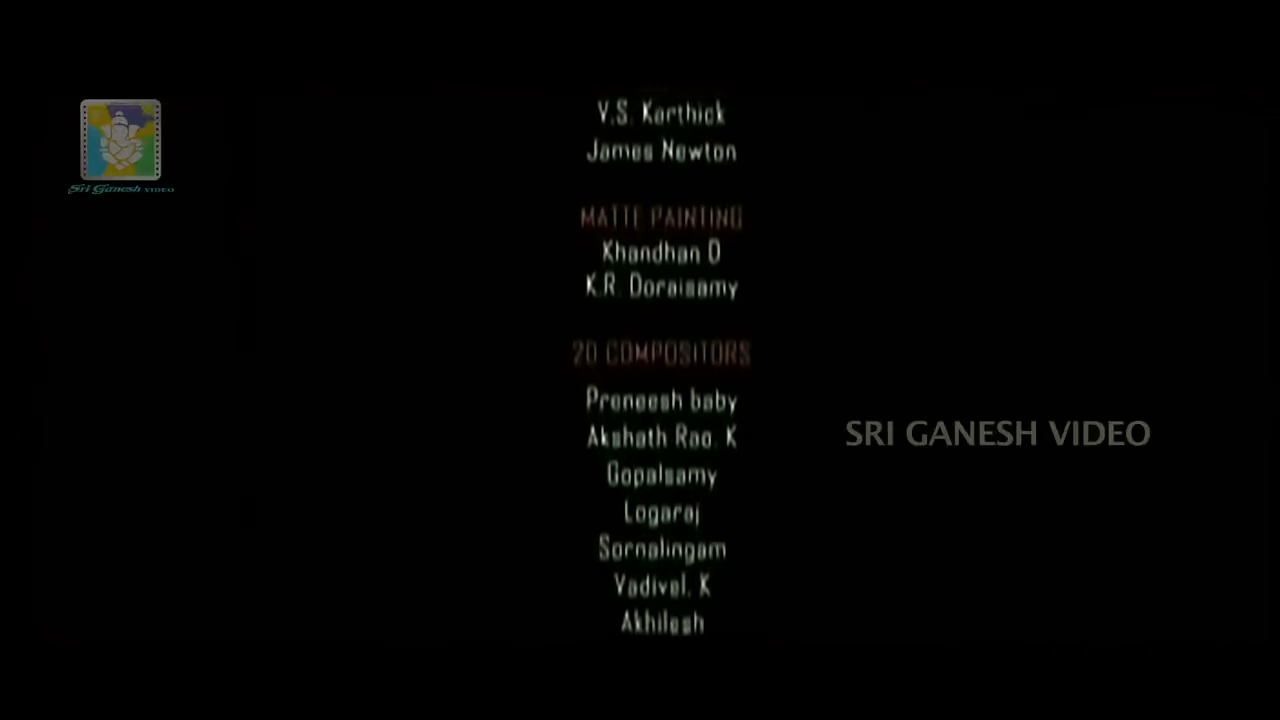 V.S. Karthick
James Newton
MATTE PAINTING
Khandhan D
K.R. Doraisamy
2D COMPOSITORS
Praneesh baby
Akshath Rao. K
Gopalsamy
Logaraj
Sornalingam
Vadivel. K
Akhilesh
Sri Ganesh VIDEO
SRI GANESH VIDEO